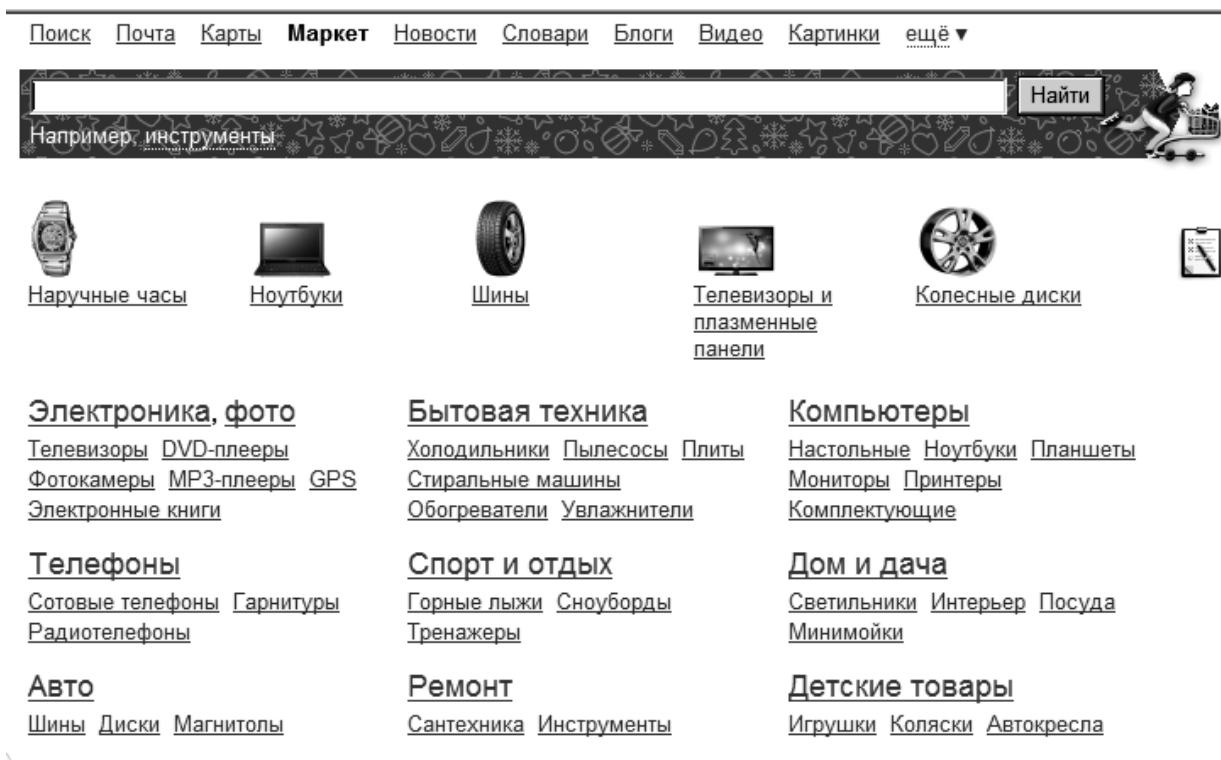 Поиск Почта Карты Маркет Новости Словари Блоги Видео Картинки ещё ▼
Найти
Например, инструменты
Наручные часы
Ноутбуки
Шины
Телевизоры и
плазменные
панели
Колесные диски
Электроника, фото
Телевизоры DVD-плееры
Фотокамеры MP3-плееры GPS
Электронные книги
Бытовая техника
Холодильники Пылесосы Плиты
Стиральные машины
Обогреватели Увлажнители
Компьютеры
Настольные Ноутбуки Планшеты
Мониторы Принтеры
Комплектующие
Телефоны
Сотовые телефоны Гарнитуры
Радиотелефоны
Спорт и отдых
Горные лыжи Сноуборды
Тренажеры
Дом и дача
Светильники Интерьер Посуда
Минимойки
Авто
Шины Диски Магнитолы
Ремонт
Сантехника Инструменты
Детские товары
Игрушки Коляски Автокресла